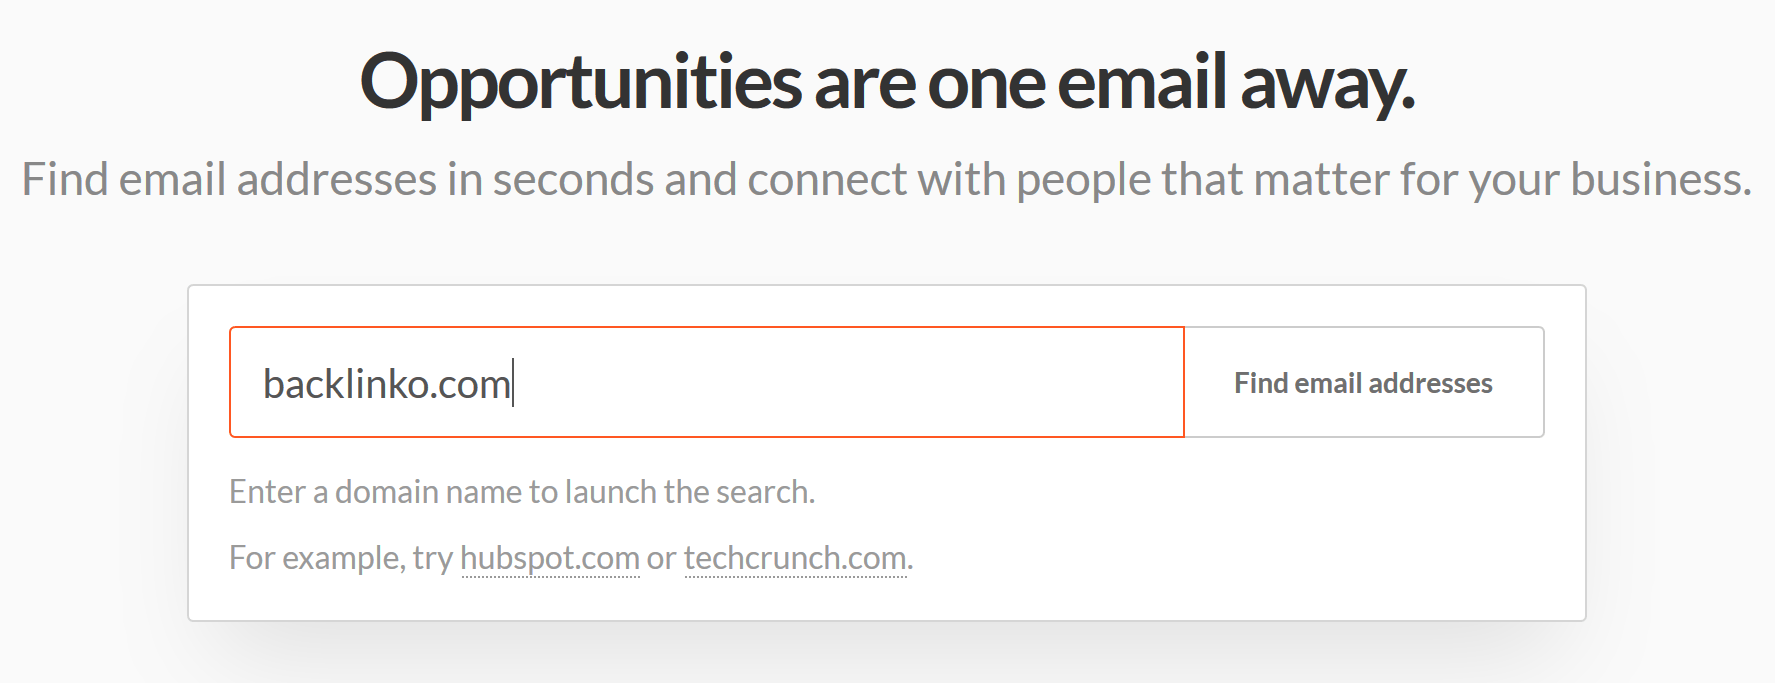 Opportunities are one email away.
Find email addresses in seconds and connect with people that matter for your business.
backlinko.com
Find email addresses
Enter a domain name to launch the search.
For example, try hubspot.com or techcrunch.com.